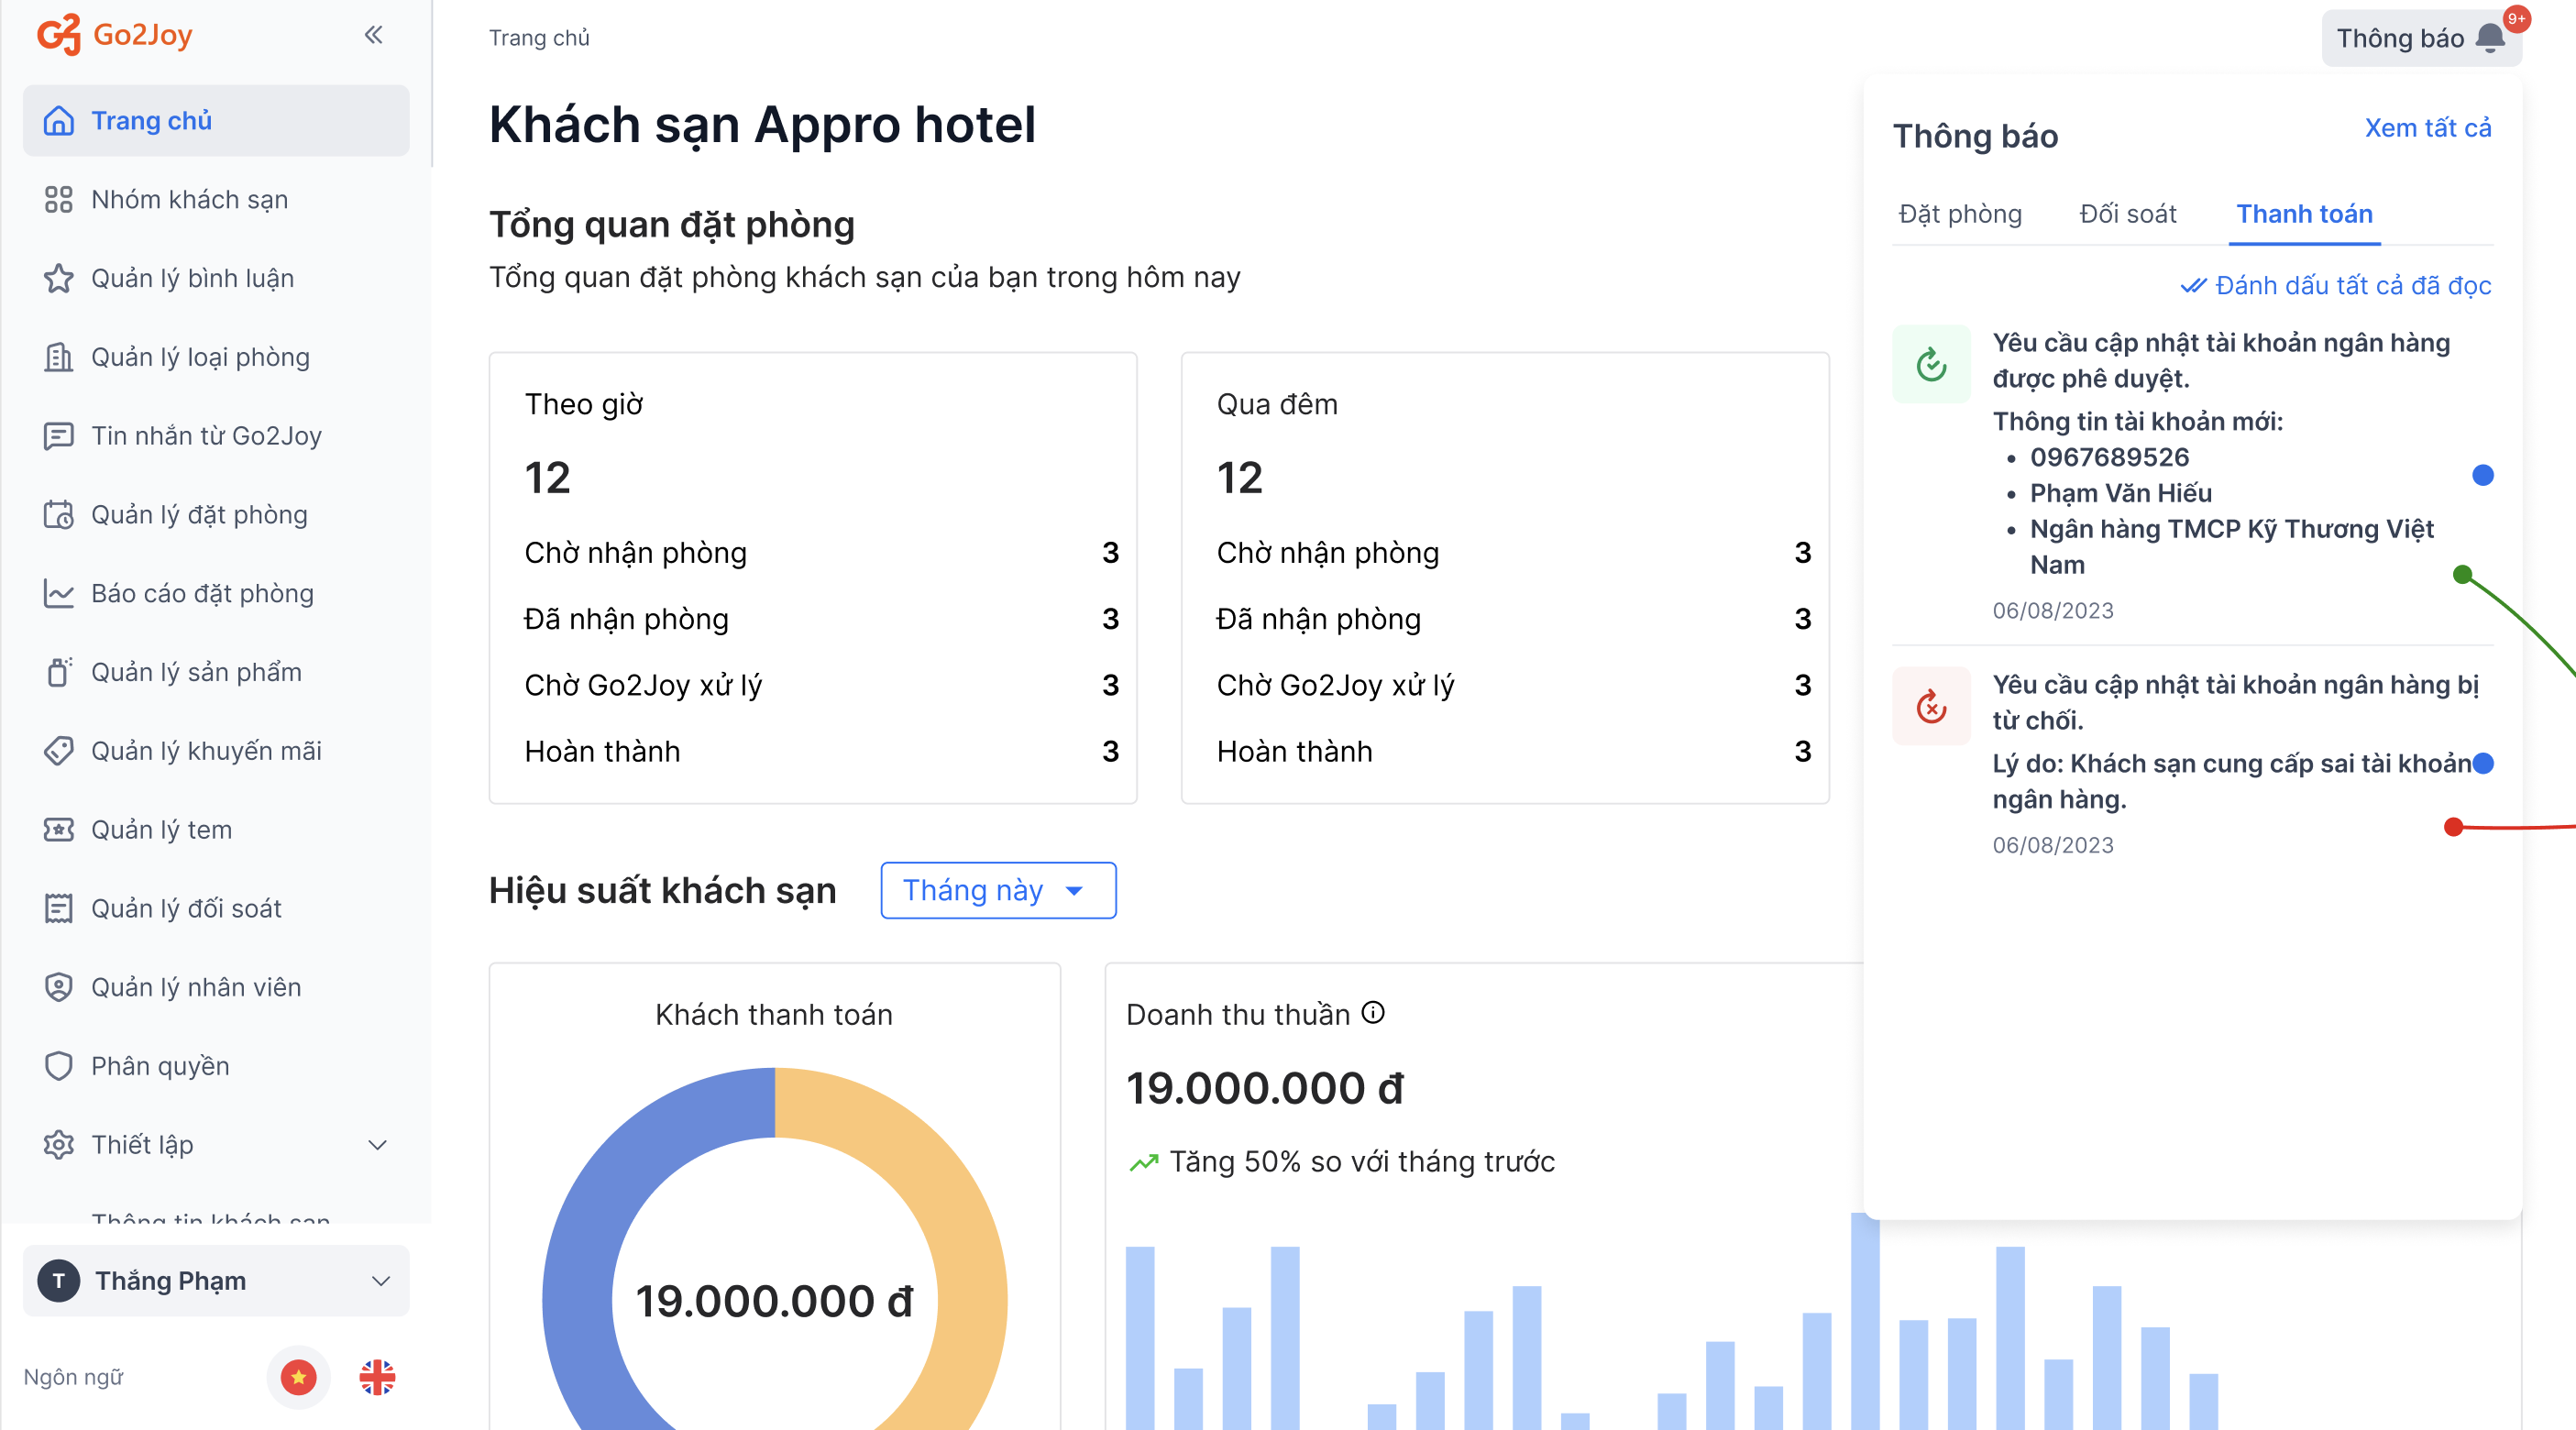 Go2Joy
Trang chủ
Nhóm khách sạn
Quản lý bình luận
Quản lý loại phòng
Tin nhắn từ Go2Joy
Quản lý đặt phòng
Báo cáo đặt phòng
Quản lý sản phẩm
Quản lý khuyến mãi
Quản lý tem
Quản lý đối soát
Quản lý nhân viên
Phân quyền
Thiết lập
Thông tin khách sạn
T Thắng Phạm
Ngôn ngữ
Trang chủ
Khách sạn Appro hotel
Tổng quan đặt phòng
Tổng quan đặt phòng khách sạn của bạn trong hôm nay
Theo giờ
12
Chờ nhận phòng 3
Đã nhận phòng 3
Chờ Go2Joy xử lý 3
Hoàn thành 3
Qua đêm
12
Chờ nhận phòng 3
Đã nhận phòng 3
Chờ Go2Joy xử lý 3
Hoàn thành 3
Hiệu suất khách sạn
Tháng này
Khách thanh toán
19.000.000 đ
Doanh thu thuần
19.000.000 đ
Tăng 50% so với tháng trước
Thông báo 9+
Thông báo
Xem tất cả
Đặt phòng Đối soát Thanh toán
Đánh dấu tất cả đã đọc
Yêu cầu cập nhật tài khoản ngân hàng
được phê duyệt.
Thông tin tài khoản mới:
• 0967689526
• Phạm Văn Hiếu
• Ngân hàng TMCP Kỹ Thương Việt
Nam
06/08/2023
Yêu cầu cập nhật tài khoản ngân hàng bị
từ chối.
Lý do: Khách sạn cung cấp sai tài khoản
ngân hàng.
06/08/2023